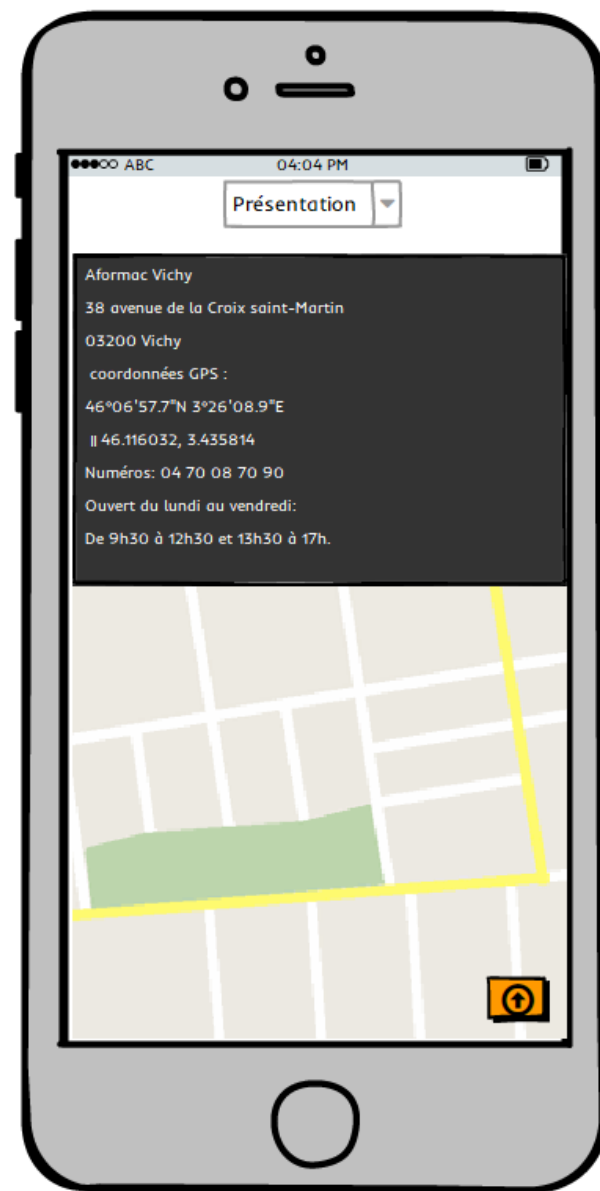 ABC 04:04 PM
Présentation
Aformac Vichy
38 avenue de la Croix saint-Martin
03200 Vichy
coordonnées GPS :
46°06'57.7"N 3°26'08.9"E
|| 46.116032, 3.435814
Numéros: 04 70 08 70 90
Ouvert du lundi au vendredi:
De 9h30 à 12h30 et 13h30 à 17h.